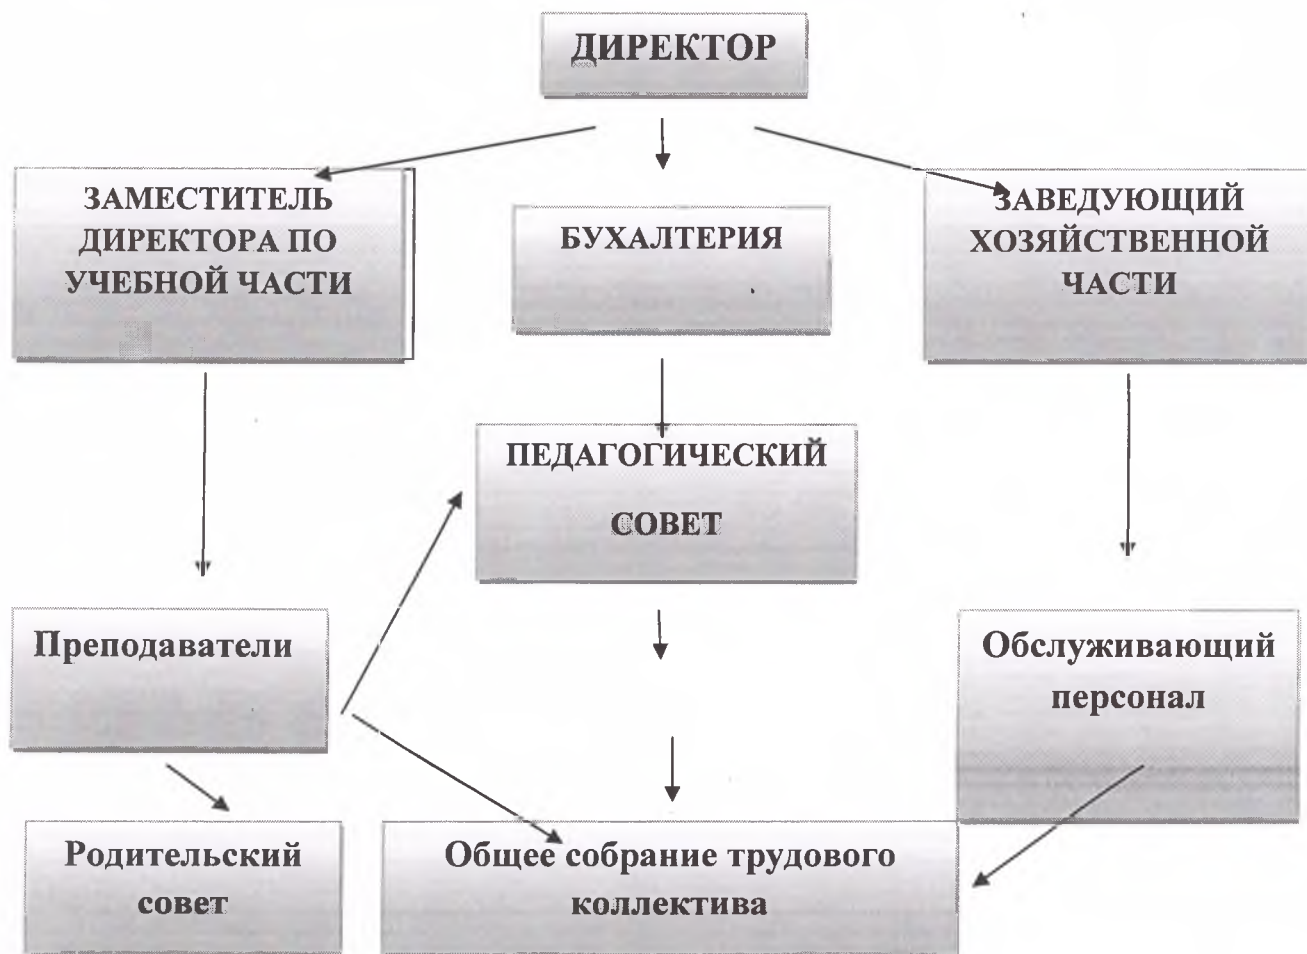 ДИРЕКТОР
ЗАМЕСТИТЕЛЬ
ДИРЕКТОРА ПО
УЧЕБНОЙ ЧАСТИ
БУХАЛТЕРИЯ
ЗАВЕДУЮЩИЙ
ХОЗЯЙСТВЕННОЙ
ЧАСТИ
ПЕДАГОГИЧЕСКИЙ
СОВЕТ
Преподаватели
Обслуживающий
персонал
Родительский
совет
Общее собрание трудового
коллектива